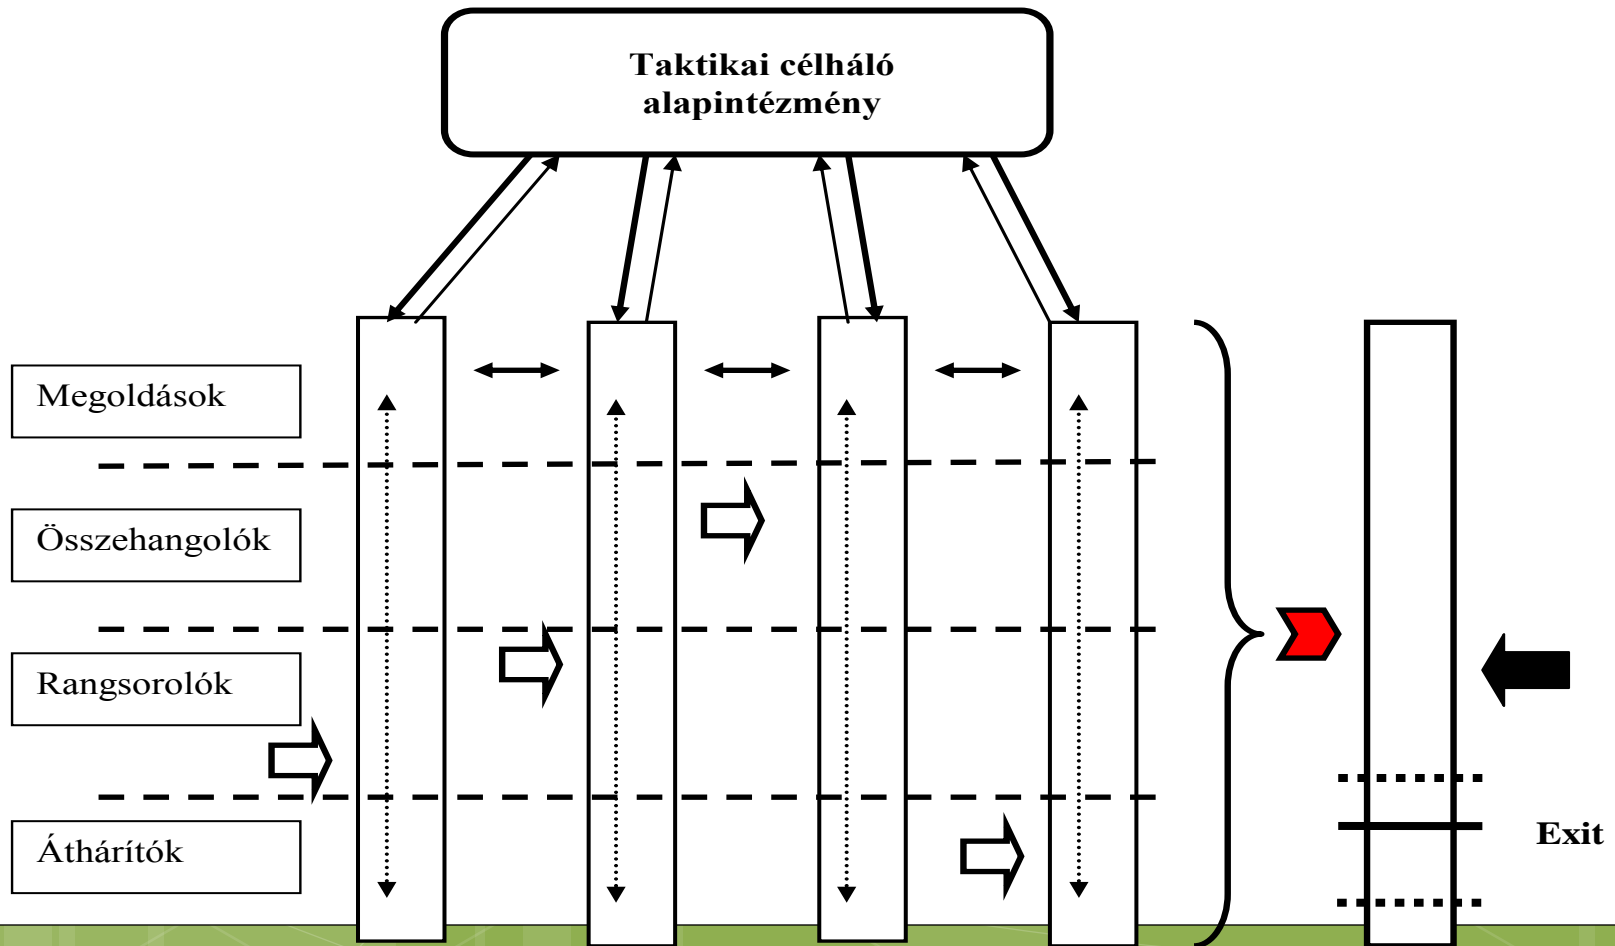 Taktikai célháló
alapintézmény
Megoldások
Összehangolók
Rangsorolók
Áthárítók
Exit